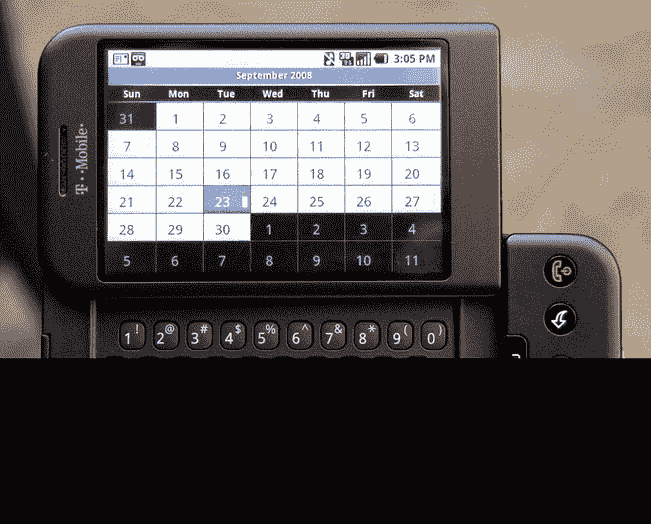 3:05 PM
September 2008
Sun Mon Tue Wed Thu Fri Sat
31 1 2 3 4 5 6
7 8 9 10 11 12 13
14 15 16 17 18 19 20
21 22 23 24 25 26 27
28 29 30 1 2 3 4
5 6 7 8 9 10 11
T··Mobile·
1! 2@ 3# 4$ 5% 6^ 7& 8* 9( 0)